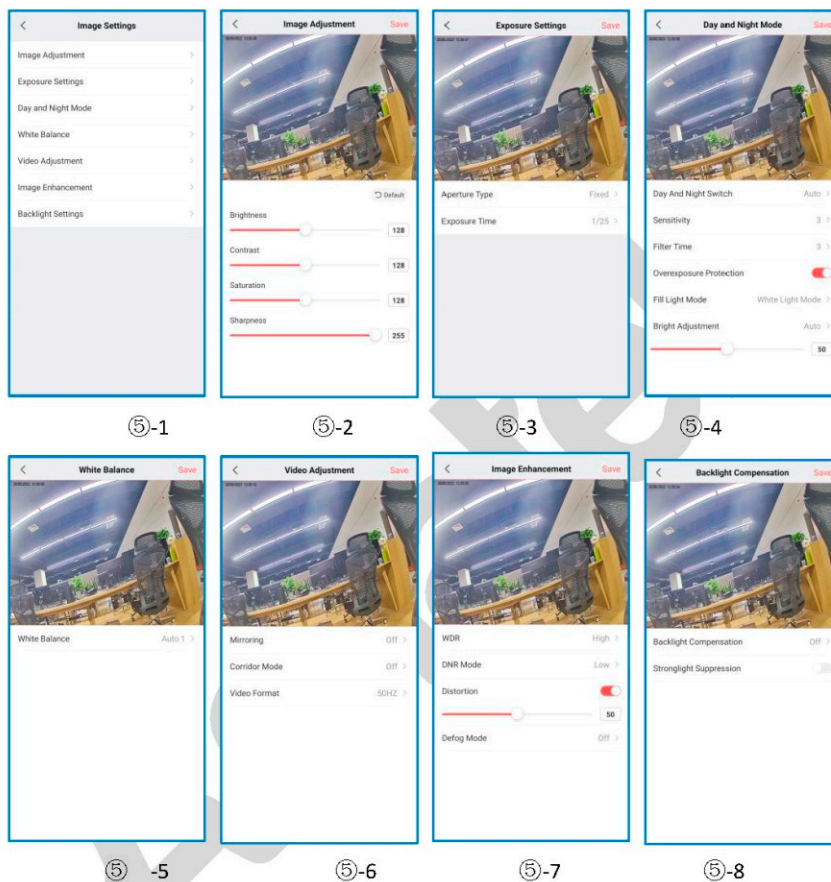 Image Settings
Image Adjustment
Exposure Settings
Day and Night Mode
White Balance
Video Adjustment
Image Enhancement
Backlight Settings
⑤-1
Image Adjustment Save
Default
Brightness
128
Contrast
128
Saturation
128
Sharpness
255
⑤-2
Exposure Settings Save
Aperture Type Fixed
Exposure Time 1/25
⑤-3
Day and Night Mode Save
Day And Night Switch Auto
Sensitivity 3
Filter Time 3
Overexposure Protection
Fill Light Mode White Light Mode
Bright Adjustment Auto
50
⑤-4
White Balance Save
White Balance Auto 1
⑤ -5
Video Adjustment Save
Mirroring Off
Corridor Mode Off
Video Format 50HZ
⑤-6
Image Enhancement Save
WDR High
DNR Mode Low
Distortion
50
Defog Mode Off
⑤-7
Backlight Compensation Save
Backlight Compensation Off
Stronglight Suppression
⑤-8